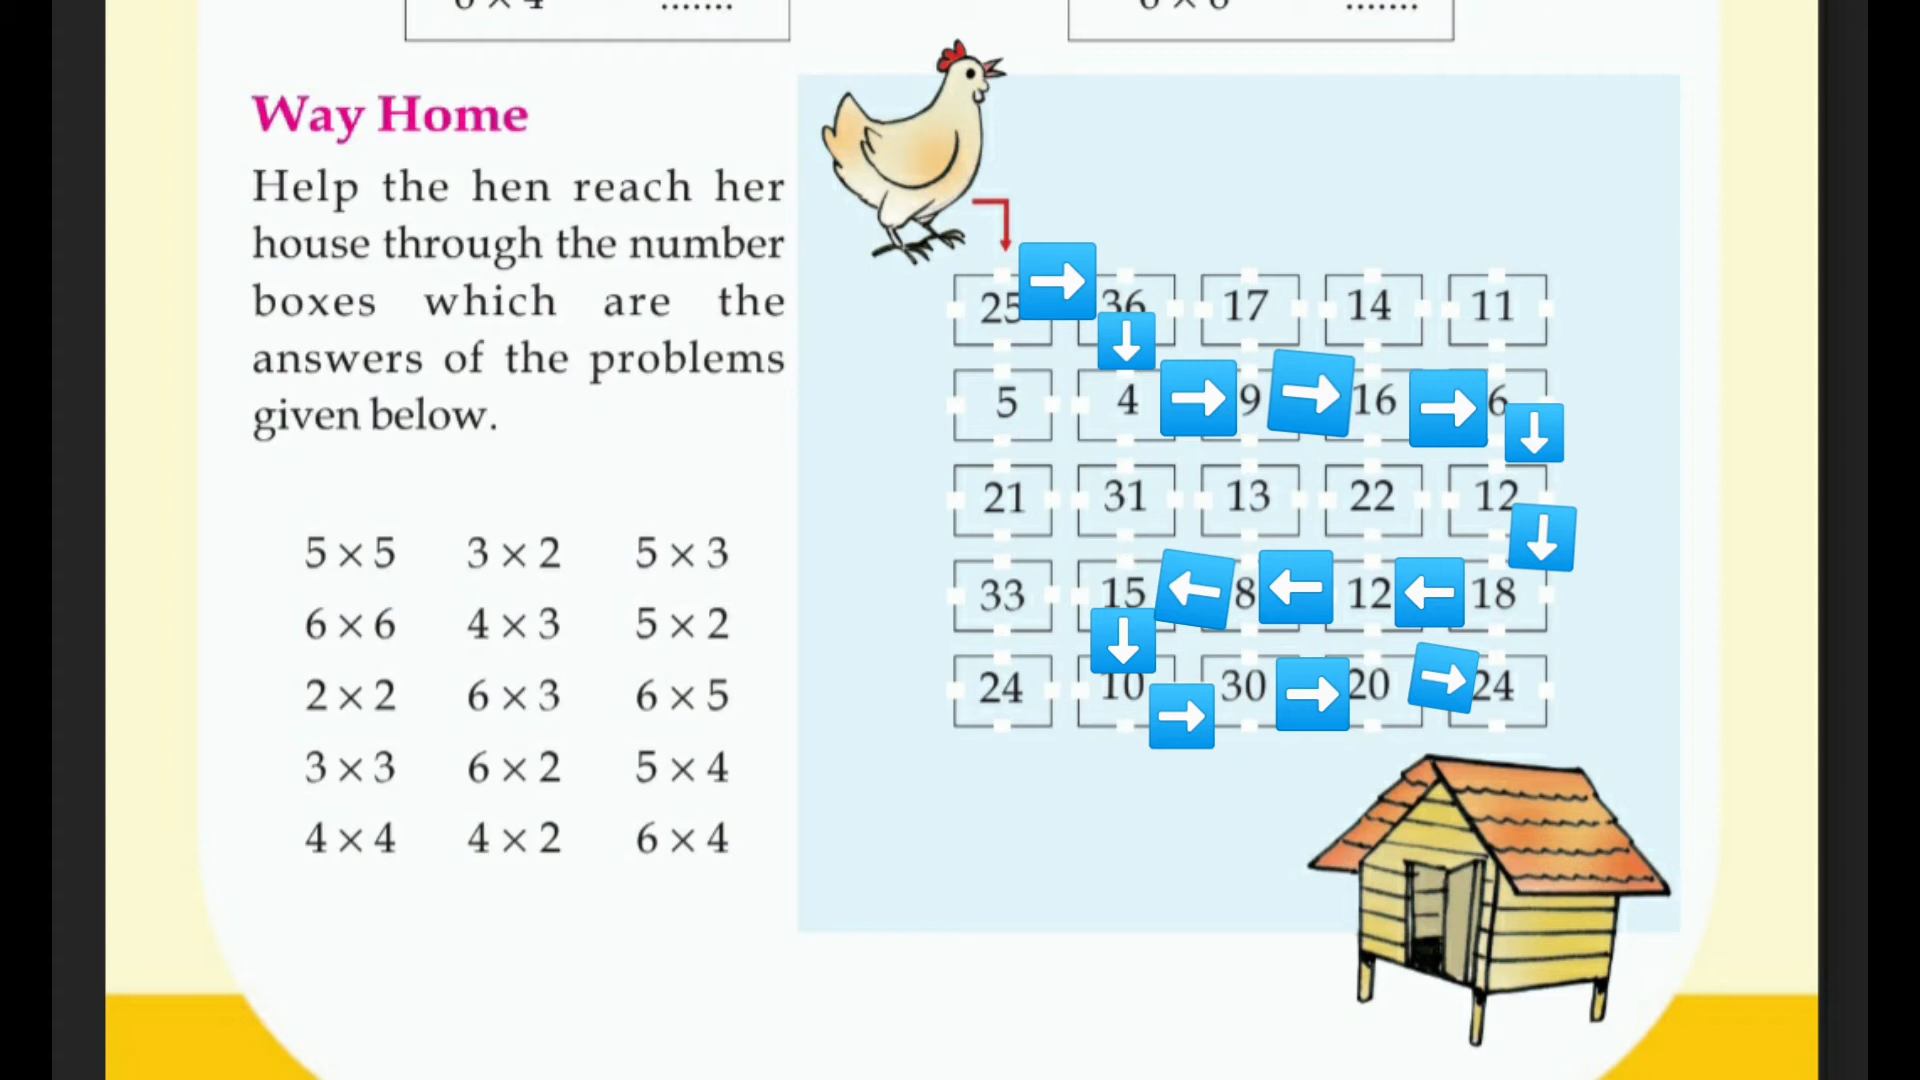 6 × 4 .......
6 × 6 .......
Way Home
Help the hen reach her
house through the number
boxes which are the
answers of the problems
given below.
5 × 5 3 × 2 5 × 3
6 × 6 4 × 3 5 × 2
2 × 2 6 × 3 6 × 5
3 × 3 6 × 2 5 × 4
4 × 4 4 × 2 6 × 4
25 36 17 14 11
5 4 9 16 6
21 31 13 22 12
33 15 8 12 18
24 10 30 20 24